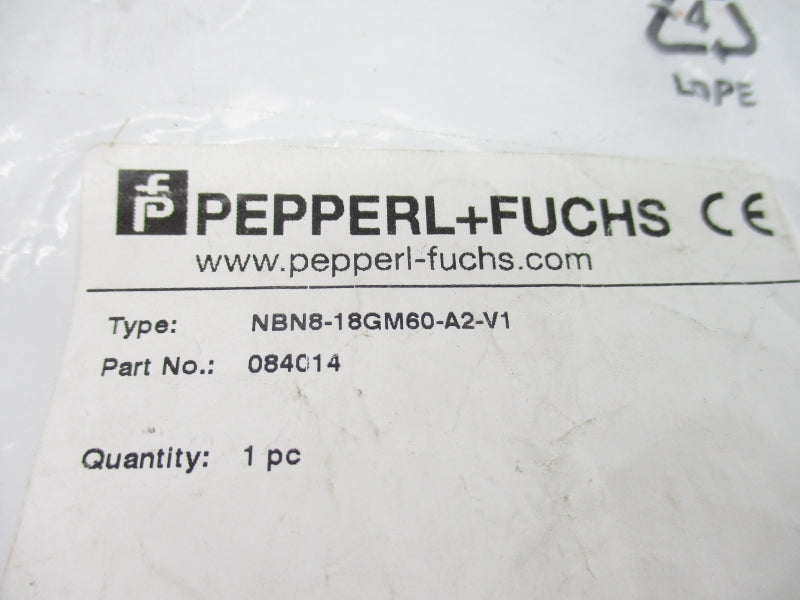 4
LDPE
PEPPERL+FUCHS CE
www.pepperl-fuchs.com
Type: NBN8-18GM60-A2-V1
Part No.: 084014
Quantity: 1 pc